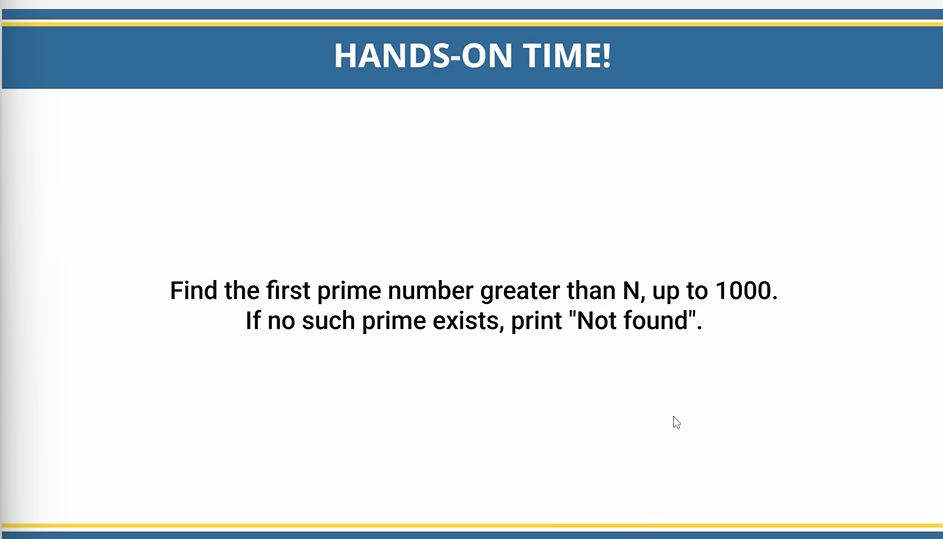 HANDS-ON TIME!
Find the first prime number greater than N, up to 1000.
If no such prime exists, print "Not found".